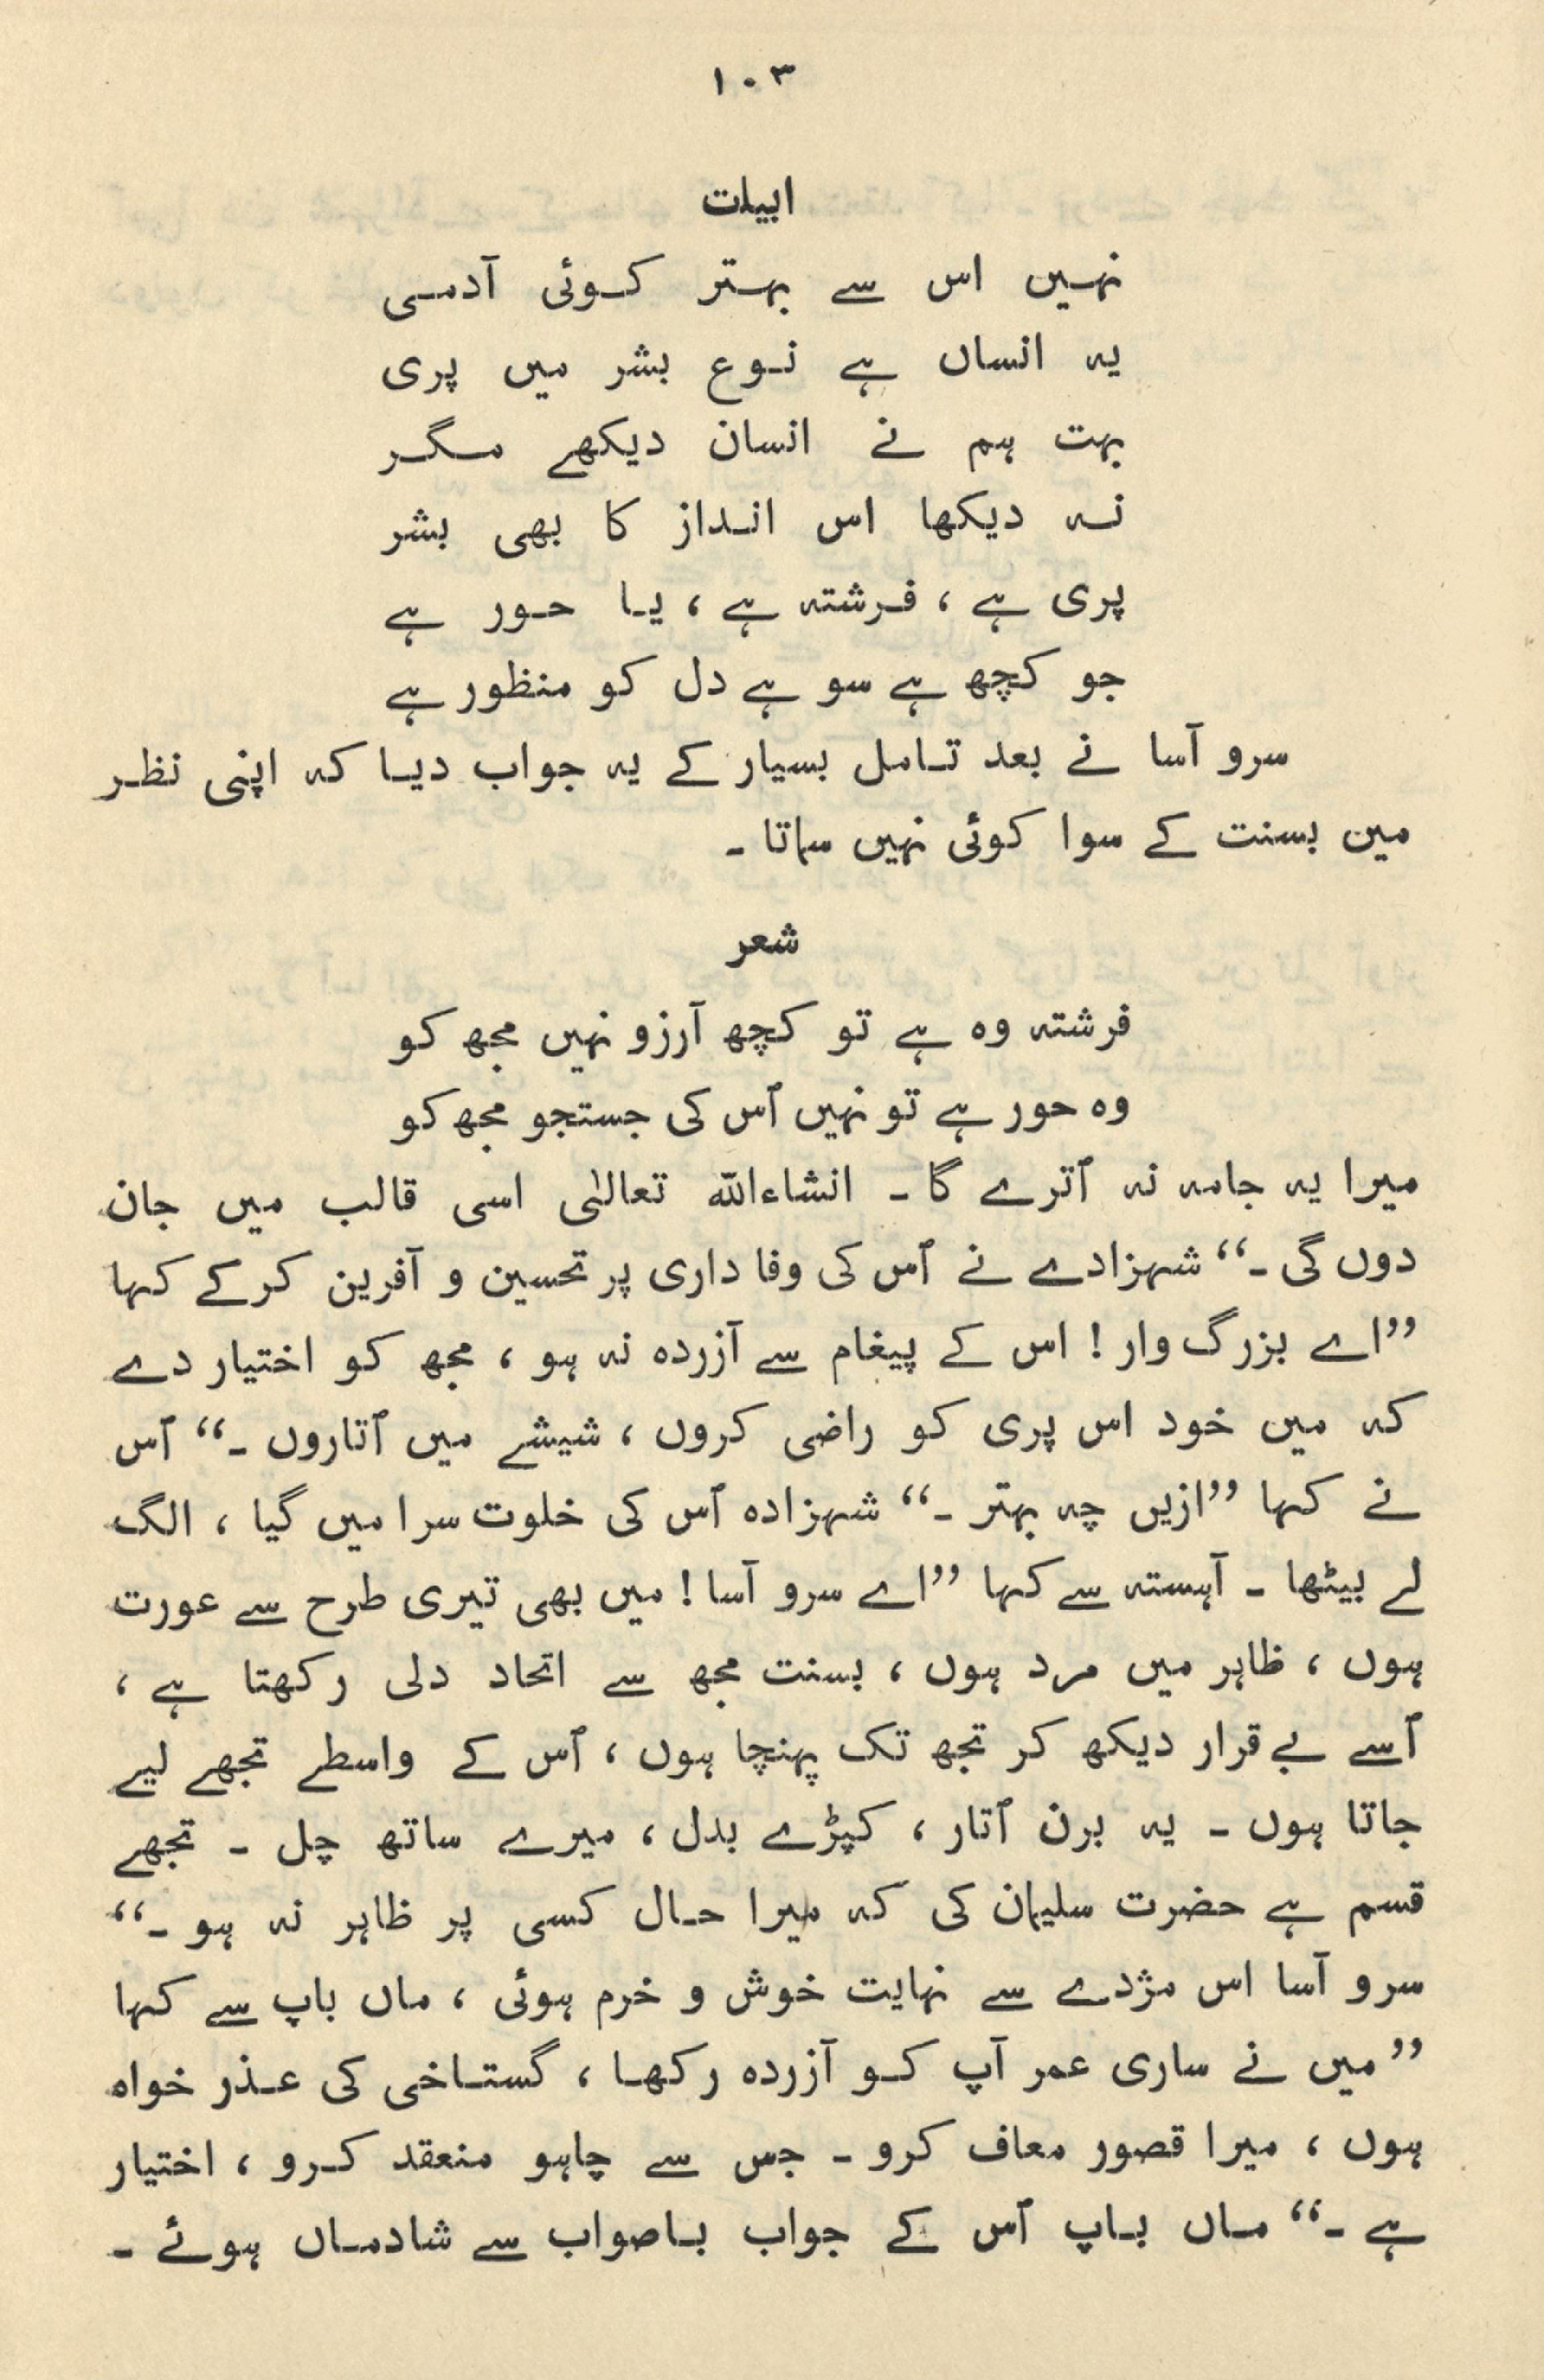 ۱۰۳
ابیات
نہیں اس سے بہتر کوئی آدمی
یہ انساں ہے نوع بشر میں پری
بہت ہم نے انسان دیکھے مگر
نہ دیکھا اس انداز کا بھی بشر
پری ہے ، فرشتہ ہے ، یا حور ہے
جو کچھ ہے سو ہے دل کو منظور ہے
سرو آسا نے بعد تامل بسیار کے یہ جواب دیا کہ اپنی نظر
میں بسنت کے سوا کوئی نہیں سماتا ۔
شعر
فرشتہ وہ ہے تو کچھ آرزو نہیں مجھ کو
وہ حور ہے تو نہیں اُس کی جستجو مجھ کو
میرا یہ جامہ نہ اُترے گا ۔ انشاءاللہ تعالیٰ اسی قالب میں جان
دوں گی ۔“ شہزادے نے اُس کی وفا داری پر تحسین و آفرین کرکے کہا
”اے بزرگ وار ! اس کے پیغام سے آزردہ نہ ہو ، مجھ کو اختیار دے
کہ میں خود اس پری کو راضی کروں ، شیشے میں اُتاروں ۔“ اُس
نے کہا ”ازیں چہ بہتر ۔“ شہزادہ اُس کی خلوت سرا میں گیا ، الگ
لے بیٹھا ۔ آہستہ سے کہا ”اے سرو آسا ! میں بھی تیری طرح سے عورت
ہوں ، ظاہر میں مرد ہوں ، بسنت مجھ سے اتحاد دلی رکھتا ہے ،
اُسے بے قرار دیکھ کر تجھ تک پہنچا ہوں ، اُس کے واسطے تجھے لیے
جاتا ہوں ۔ یہ برن اُتار ، کپڑے بدل ، میرے ساتھ چل ۔ تجھے
قسم ہے حضرت سلیمان کی کہ میرا حال کسی پر ظاہر نہ ہو ۔“
سرو آسا اس مژدے سے نہایت خوش و خرم ہوئی ، ماں باپ سے کہا
”میں نے ساری عمر آپ کو آزردہ رکھا ، گستاخی کی عذر خواہ
ہوں ، میرا قصور معاف کرو ۔ جس سے چاہو منعقد کرو ، اختیار
ہے ۔“ ماں باپ اُس کے جواب باصواب سے شادماں ہوئے ۔